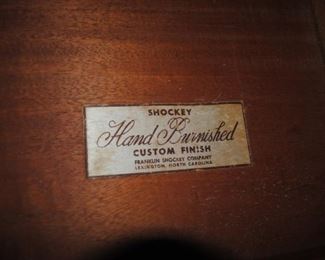 SHOCKEY
Hand Burnished
CUSTOM FINISH
FRANKLIN SHOCKEY COMPANY
LEXINGTON, NORTH CAROLINA